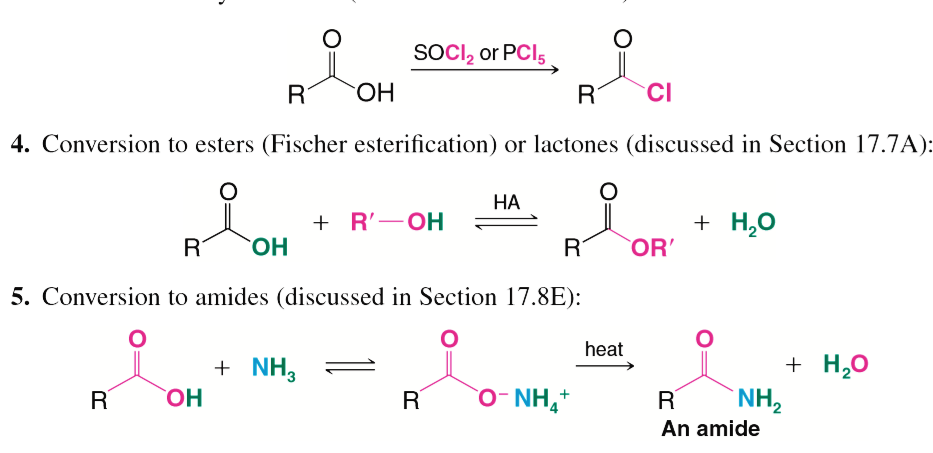 O O
SOCl₂ or PCl₅
R OH R Cl
4. Conversion to esters (Fischer esterification) or lactones (discussed in Section 17.7A):
O O
HA
+ R′—OH + H₂O
R OH R OR′
5. Conversion to amides (discussed in Section 17.8E):
O O O
heat
+ NH₃ + H₂O
R OH R O⁻ NH₄⁺ R NH₂
An amide